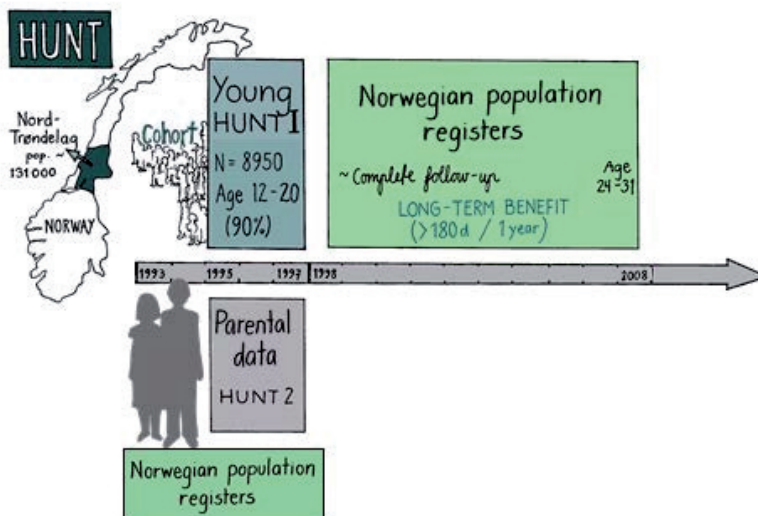 HUNT
Nord-
Trøndelag
pop. ~
131 000
NORWAY
Cohort
Young
HUNT I
N = 8950
Age 12-20
(90%)
Norwegian population
registers
~ Complete follow-up
Age
24-31
LONG-TERM BENEFIT
(>180d / 1 year)
1993
1995
1997
1998
2008
Parental
data
HUNT 2
Norwegian population
registers